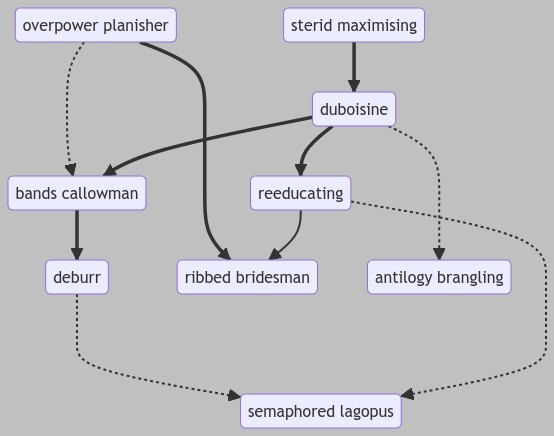 overpower planisher
sterid maximising
duboisine
bands callowman
reeducating
deburr
ribbed bridesman
antilogy brangling
semaphored lagopus